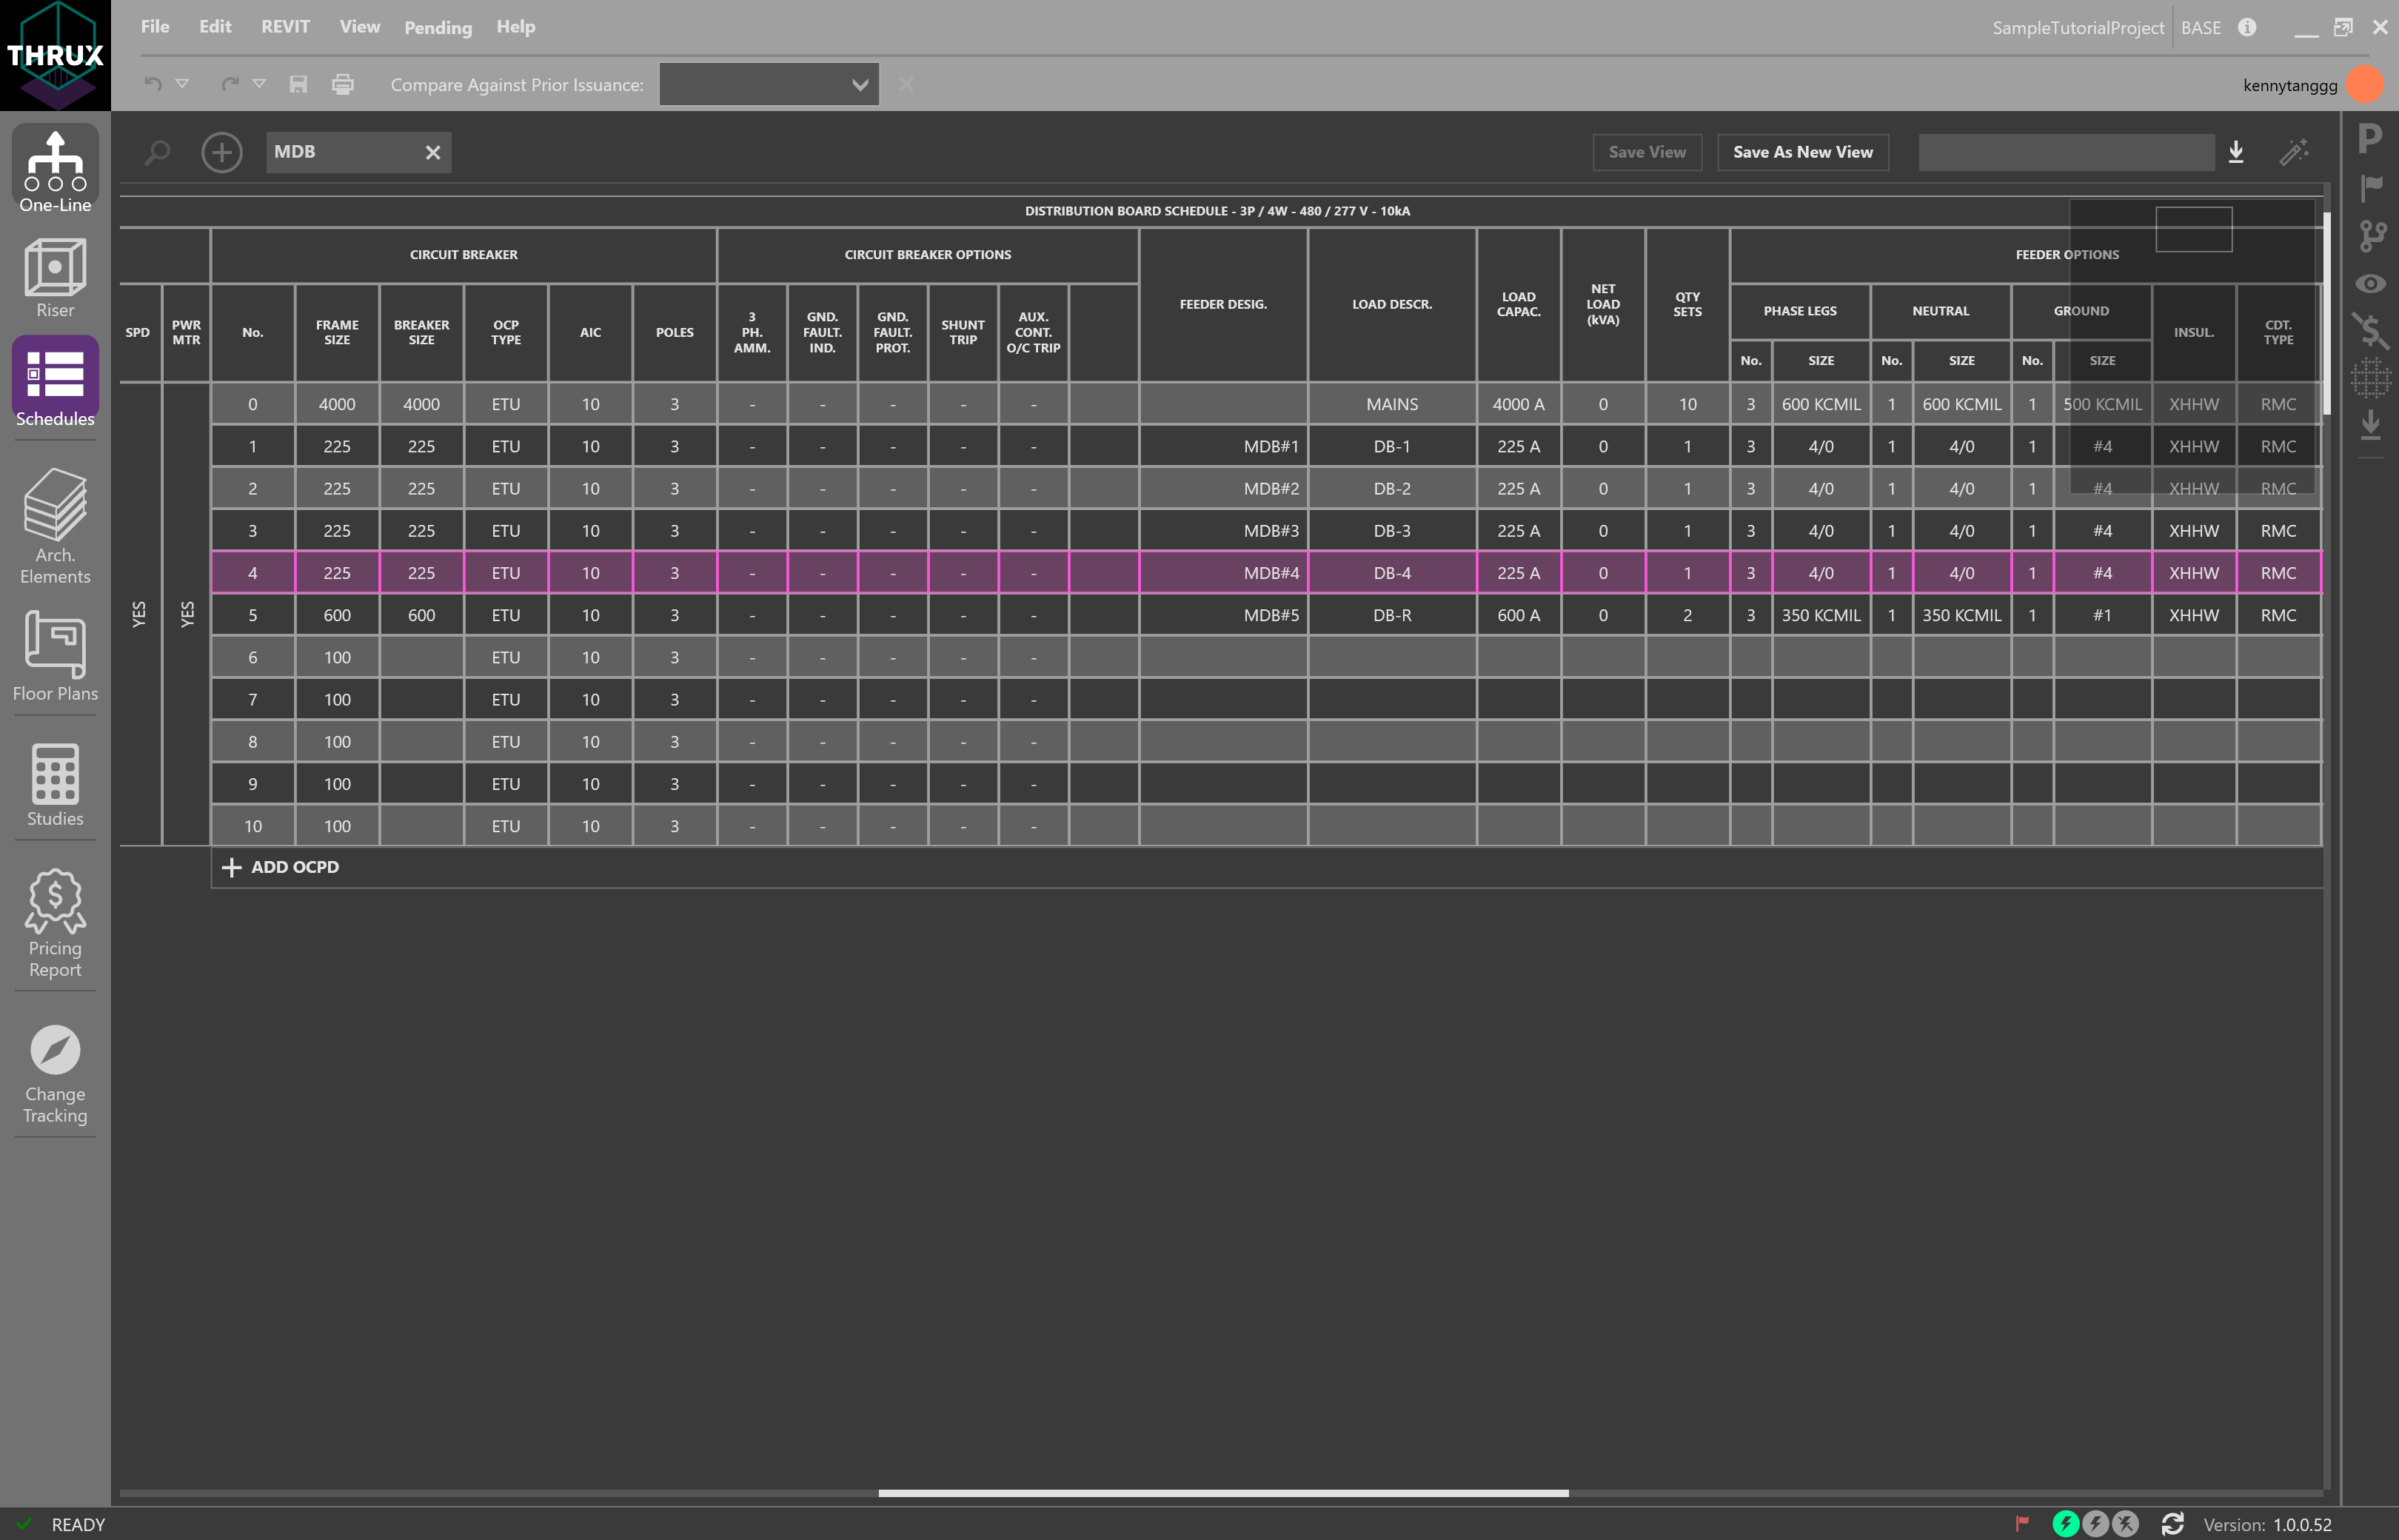 THRUX
File Edit REVIT View Pending Help
SampleTutorialProject BASE
Compare Against Prior Issuance:
kennytanggg
One-Line
Riser
Schedules
Arch.
Elements
Floor Plans
Studies
Pricing
Report
Change
Tracking
MDB
Save View Save As New View
P
DISTRIBUTION BOARD SCHEDULE - 3P / 4W - 480 / 277 V - 10kA
CIRCUIT BREAKER CIRCUIT BREAKER OPTIONS FEEDER DESIG. LOAD DESCR. LOAD CAPAC. NET LOAD (kVA) QTY SETS FEEDER OPTIONS
SPD PWR MTR No. FRAME SIZE BREAKER SIZE OCP TYPE AIC POLES 3 PH. AMM. GND. FAULT. IND. GND. FAULT. PROT. SHUNT TRIP AUX. CONT. O/C TRIP PHASE LEGS NEUTRAL GROUND INSUL. CDT. TYPE
No. SIZE No. SIZE No. SIZE
YES YES
0 4000 4000 ETU 10 3 - - - - - MAINS 4000 A 0 10 3 600 KCMIL 1 600 KCMIL 1 500 KCMIL XHHW RMC
1 225 225 ETU 10 3 - - - - - MDB#1 DB-1 225 A 0 1 3 4/0 1 4/0 1 #4 XHHW RMC
2 225 225 ETU 10 3 - - - - - MDB#2 DB-2 225 A 0 1 3 4/0 1 4/0 1 #4 XHHW RMC
3 225 225 ETU 10 3 - - - - - MDB#3 DB-3 225 A 0 1 3 4/0 1 4/0 1 #4 XHHW RMC
4 225 225 ETU 10 3 - - - - - MDB#4 DB-4 225 A 0 1 3 4/0 1 4/0 1 #4 XHHW RMC
5 600 600 ETU 10 3 - - - - - MDB#5 DB-R 600 A 0 2 3 350 KCMIL 1 350 KCMIL 1 #1 XHHW RMC
6 100 ETU 10 3 - - - - -
7 100 ETU 10 3 - - - - -
8 100 ETU 10 3 - - - - -
9 100 ETU 10 3 - - - - -
10 100 ETU 10 3 - - - - -
ADD OCPD
READY
Version: 1.0.0.52